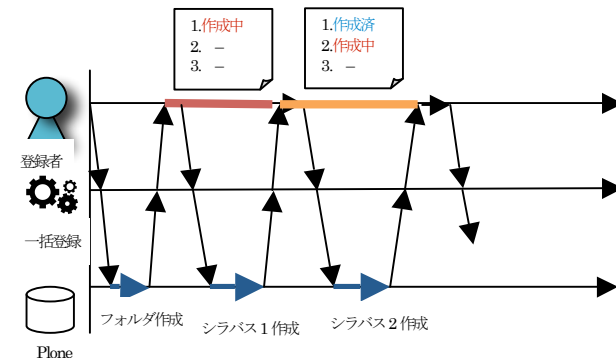 1.作成中
2. －
3. －
1.作成済
2.作成中
3. －
登録者
一括登録
フォルダ作成
シラバス1作成
シラバス2作成
Plone